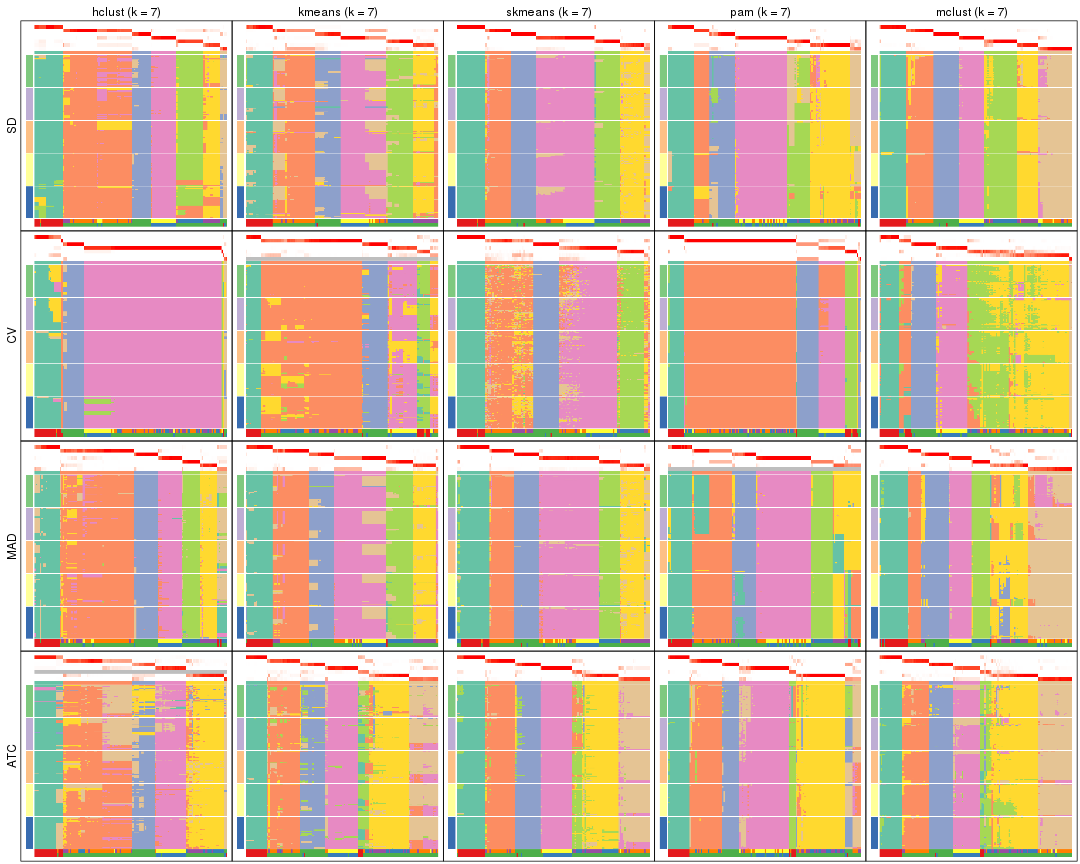 hclust (k = 7) kmeans (k = 7) skmeans (k = 7) pam (k = 7) mclust (k = 7)
SD
CV
MAD
ATC